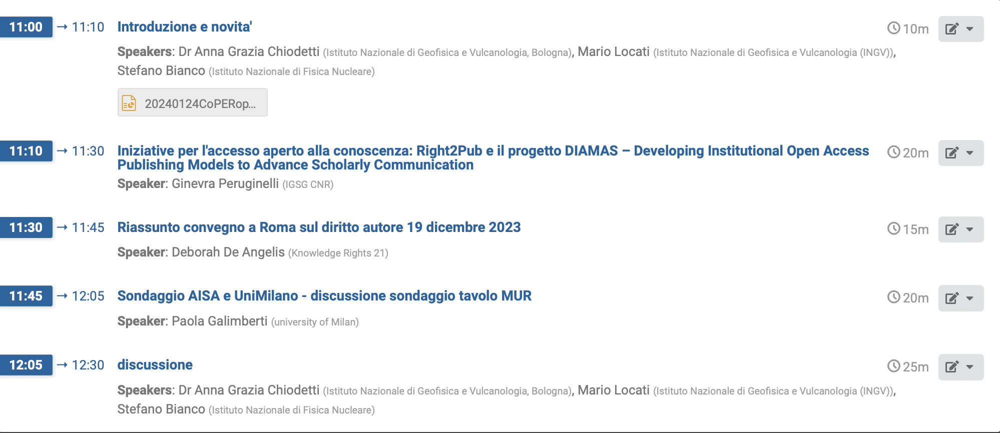 11:00 → 11:10 Introduzione e novita' 10m
Speakers: Dr Anna Grazia Chiodetti (Istituto Nazionale di Geofisica e Vulcanologia, Bologna), Mario Locati (Istituto Nazionale di Geofisica e Vulcanologia (INGV)),
Stefano Bianco (Istituto Nazionale di Fisica Nucleare)
20240124CoPERop...
11:10 → 11:30 Iniziative per l'accesso aperto alla conoscenza: Right2Pub e il progetto DIAMAS – Developing Institutional Open Access 20m
Publishing Models to Advance Scholarly Communication
Speaker: Ginevra Peruginelli (IGSG CNR)
11:30 → 11:45 Riassunto convegno a Roma sul diritto autore 19 dicembre 2023 15m
Speaker: Deborah De Angelis (Knowledge Rights 21)
11:45 → 12:05 Sondaggio AISA e UniMilano - discussione sondaggio tavolo MUR 20m
Speaker: Paola Galimberti (university of Milan)
12:05 → 12:30 discussione 25m
Speakers: Dr Anna Grazia Chiodetti (Istituto Nazionale di Geofisica e Vulcanologia, Bologna), Mario Locati (Istituto Nazionale di Geofisica e Vulcanologia (INGV)),
Stefano Bianco (Istituto Nazionale di Fisica Nucleare)